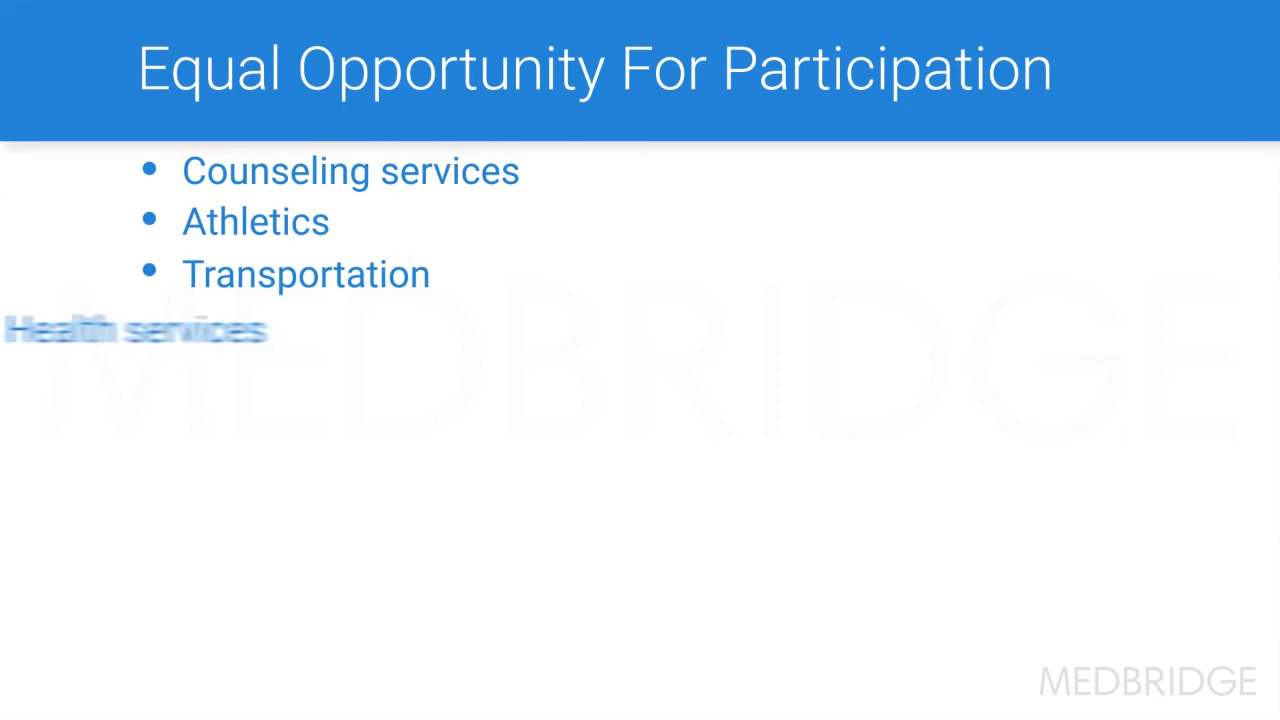 Equal Opportunity For Participation
• Counseling services
• Athletics
• Transportation
Health services
MEDBRIDGE
MEDBRIDGE